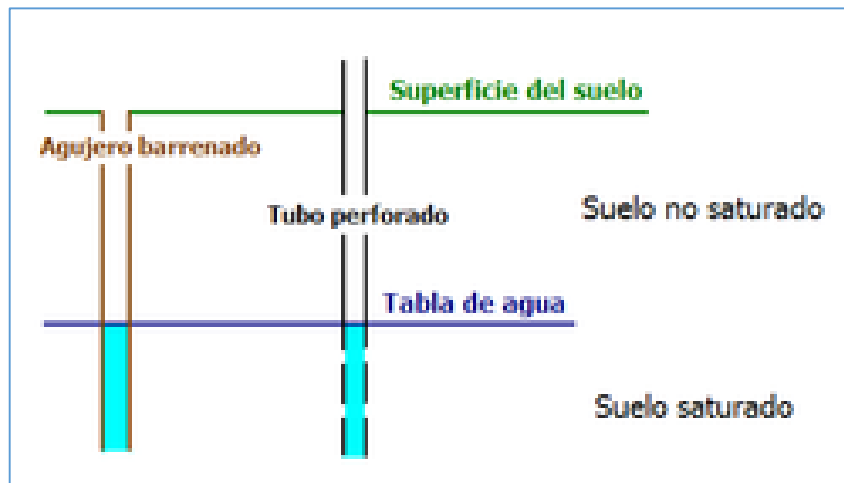 Superficie del suelo
Agujero barrenado
Tubo perforado
Suelo no saturado
Tabla de agua
Suelo saturado